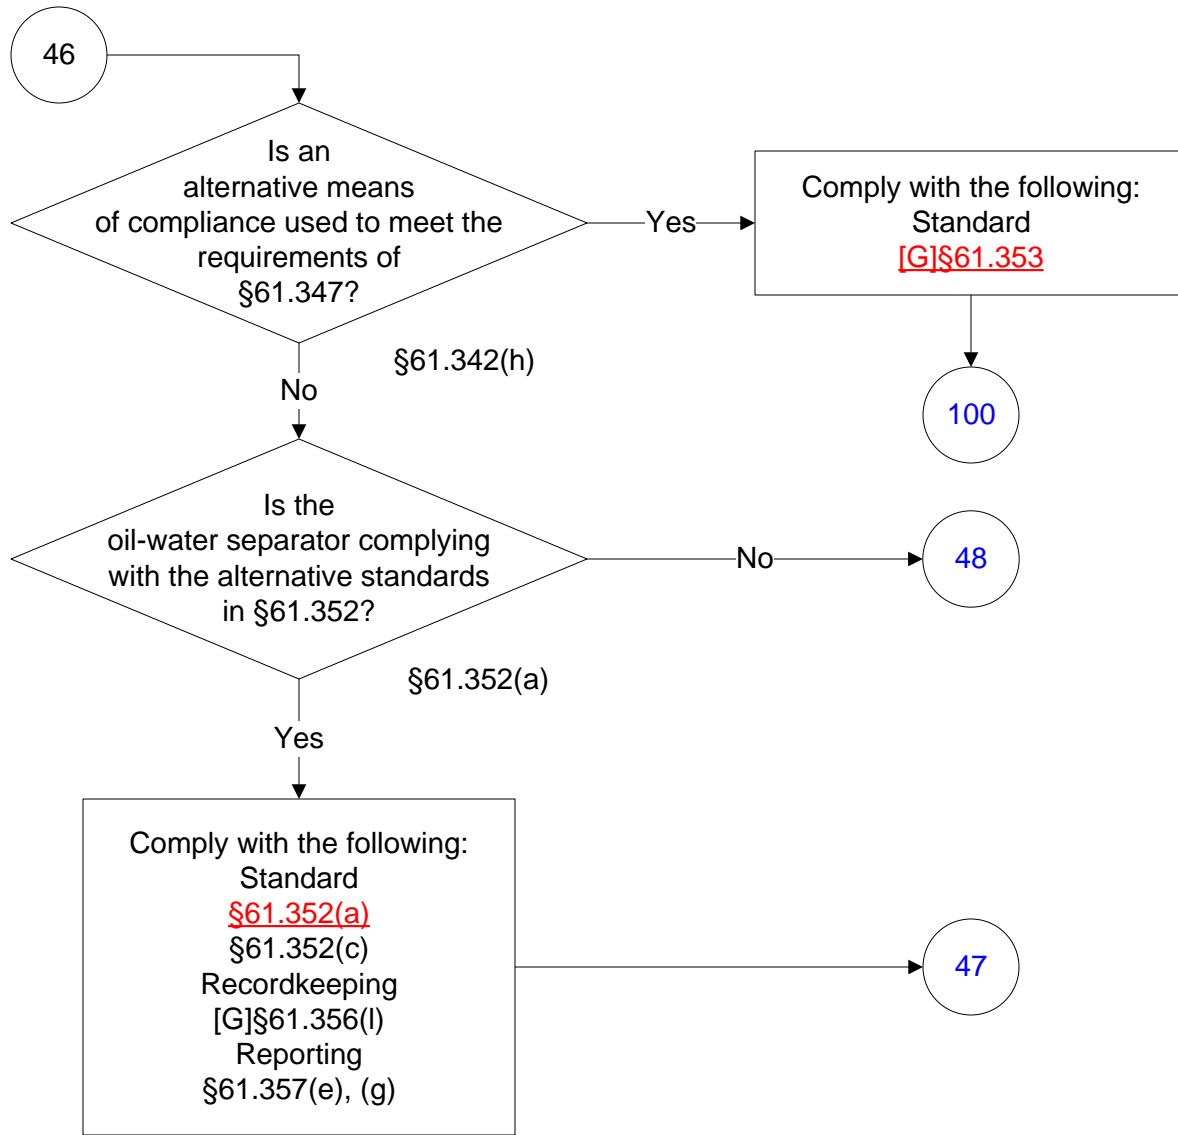 46
Is an
alternative means
of compliance used to meet the
requirements of
§61.347?
Yes
Comply with the following:
Standard
[G]§61.353
§61.342(h)
No
100
Is the
oil-water separator complying
with the alternative standards
in §61.352?
No
48
§61.352(a)
Yes
Comply with the following:
Standard
§61.352(a)
§61.352(c)
Recordkeeping
[G]§61.356(l)
Reporting
§61.357(e), (g)
47